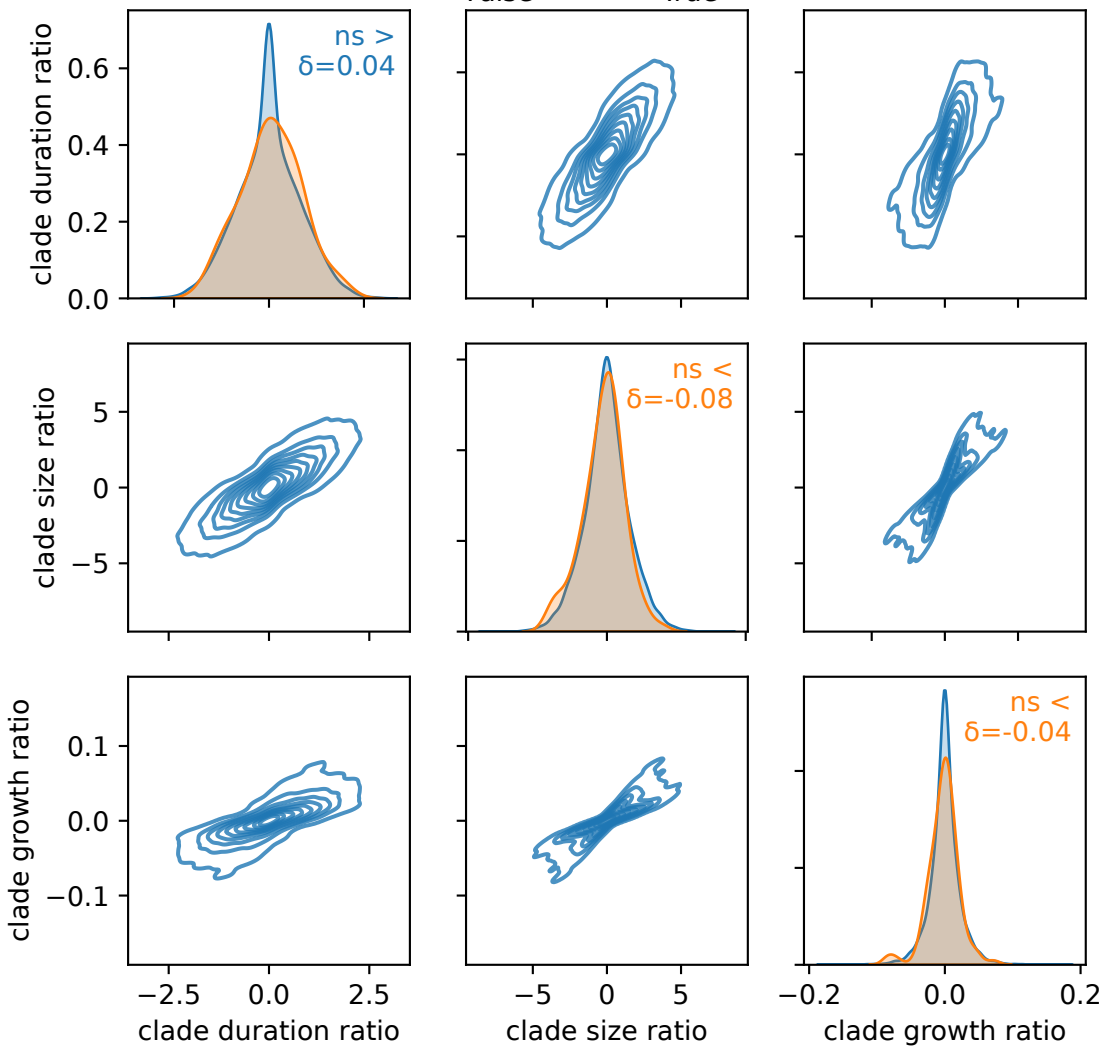 clade duration ratio
0.6
0.4
0.2
0.0
ns >
δ=0.04
clade size ratio
5
0
−5
ns <
δ=-0.08
clade growth ratio
0.1
0.0
−0.1
ns <
δ=-0.04
−2.5 0.0 2.5
−5 0 5
−0.2 0.0 0.2
clade duration ratio
clade size ratio
clade growth ratio